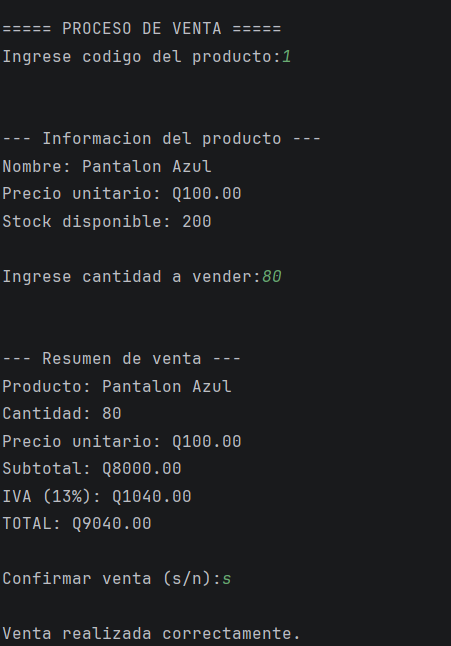 ===== PROCESO DE VENTA =====
Ingrese codigo del producto:1
--- Informacion del producto ---
Nombre: Pantalon Azul
Precio unitario: Q100.00
Stock disponible: 200
Ingrese cantidad a vender:80
--- Resumen de venta ---
Producto: Pantalon Azul
Cantidad: 80
Precio unitario: Q100.00
Subtotal: Q8000.00
IVA (13%): Q1040.00
TOTAL: Q9040.00
Confirmar venta (s/n):s
Venta realizada correctamente.